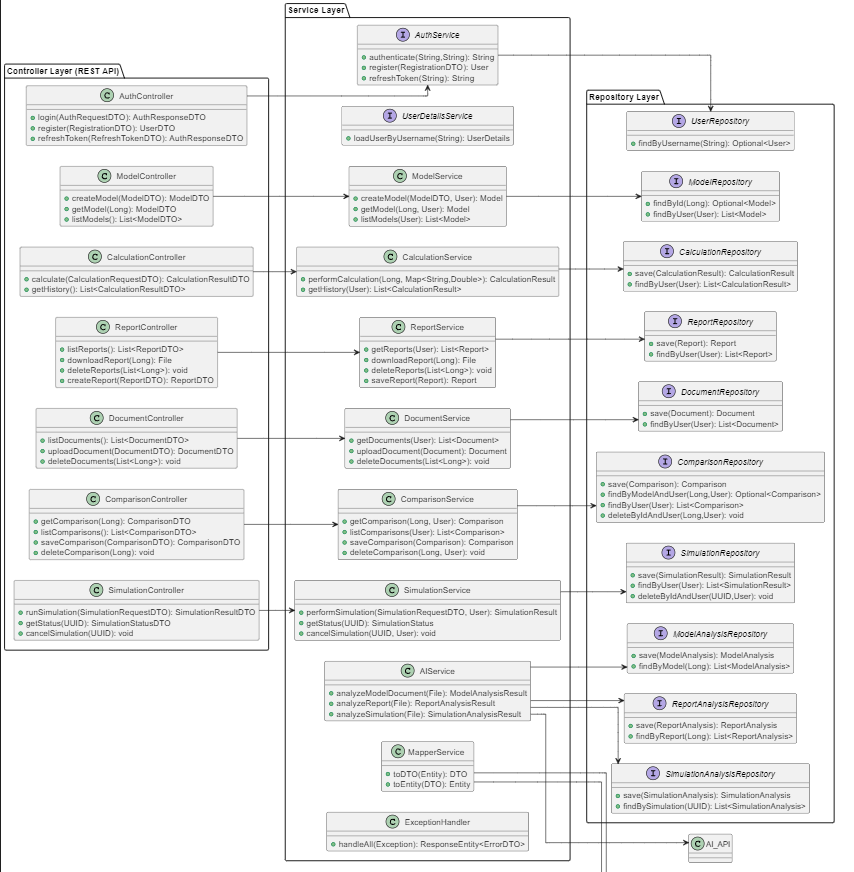 Service Layer
I AuthService
authenticate(String,String): String
register(RegistrationDTO): User
refreshToken(String): String
I UserDetailsService
loadUserByUsername(String): UserDetails
C ModelService
createModel(ModelDTO, User): Model
getModel(Long, User): Model
listModels(User): List<Model>
C CalculationService
performCalculation(Long, Map<String,Double>): CalculationResult
getHistory(User): List<CalculationResult>
C ReportService
getReports(User): List<Report>
downloadReport(Long): File
deleteReports(List<Long>): void
saveReport(Report): Report
C DocumentService
getDocuments(User): List<Document>
uploadDocument(Document): Document
deleteDocuments(List<Long>): void
C ComparisonService
getComparison(Long, User): Comparison
listComparisons(User): List<Comparison>
saveComparison(Comparison): Comparison
deleteComparison(Long, User): void
C SimulationService
performSimulation(SimulationRequestDTO, User): SimulationResult
getStatus(UUID): SimulationStatus
cancelSimulation(UUID, User): void
C AIService
analyzeModelDocument(File): ModelAnalysisResult
analyzeReport(File): ReportAnalysisResult
analyzeSimulation(File): SimulationAnalysisResult
C MapperService
toDTO(Entity): DTO
toEntity(DTO): Entity
C ExceptionHandler
handleAll(Exception): ResponseEntity<ErrorDTO>
Controller Layer (REST API)
C AuthController
login(AuthRequestDTO): AuthResponseDTO
register(RegistrationDTO): UserDTO
refreshToken(RefreshTokenDTO): AuthResponseDTO
C ModelController
createModel(ModelDTO): ModelDTO
getModel(Long): ModelDTO
listModels(): List<ModelDTO>
C CalculationController
calculate(CalculationRequestDTO): CalculationResultDTO
getHistory(): List<CalculationResultDTO>
C ReportController
listReports(): List<ReportDTO>
downloadReport(Long): File
deleteReports(List<Long>): void
createReport(ReportDTO): ReportDTO
C DocumentController
listDocuments(): List<DocumentDTO>
uploadDocument(DocumentDTO): DocumentDTO
deleteDocuments(List<Long>): void
C ComparisonController
getComparison(Long): ComparisonDTO
listComparisons(): List<ComparisonDTO>
saveComparison(ComparisonDTO): ComparisonDTO
deleteComparison(Long): void
C SimulationController
runSimulation(SimulationRequestDTO): SimulationResultDTO
getStatus(UUID): SimulationStatusDTO
cancelSimulation(UUID): void
Repository Layer
I UserRepository
findByUsername(String): Optional<User>
I ModelRepository
findById(Long): Optional<Model>
findByUser(User): List<Model>
I CalculationRepository
save(CalculationResult): CalculationResult
findByUser(User): List<CalculationResult>
I ReportRepository
save(Report): Report
findByUser(User): List<Report>
I DocumentRepository
save(Document): Document
findByUser(User): List<Document>
I ComparisonRepository
save(Comparison): Comparison
findByModelAndUser(Long,User): Optional<Comparison>
findByUser(User): List<Comparison>
deleteByIdAndUser(Long,User): void
I SimulationRepository
save(SimulationResult): SimulationResult
findByUser(User): List<SimulationResult>
deleteByIdAndUser(UUID,User): void
I ModelAnalysisRepository
save(ModelAnalysis): ModelAnalysis
findByModel(Long): List<ModelAnalysis>
I ReportAnalysisRepository
save(ReportAnalysis): ReportAnalysis
findByReport(Long): List<ReportAnalysis>
I SimulationAnalysisRepository
save(SimulationAnalysis): SimulationAnalysis
findBySimulation(UUID): List<SimulationAnalysis>
C AI_API